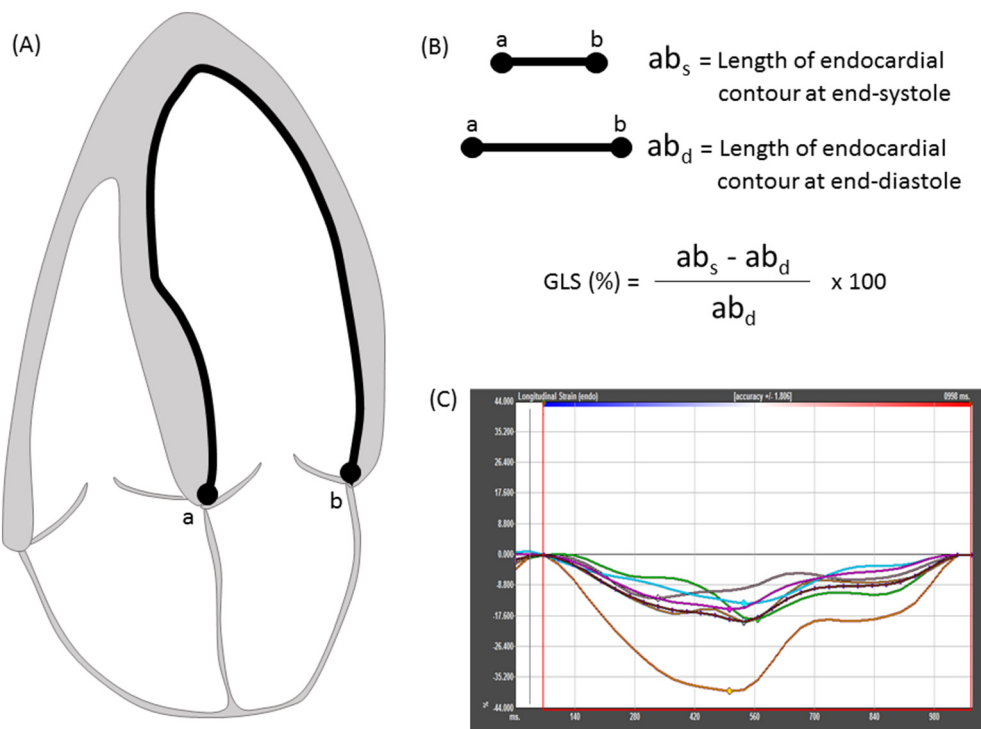 (A)
a
b
(B)
a b
ab_s = Length of endocardial
contour at end-systole
a b
ab_d = Length of endocardial
contour at end-diastole
GLS (%) = ab_s - ab_d / ab_d x 100
(C)
Longitudinal Strain (endo) [accuracy +/- 1.806] 0998 ms.
44.000
35.200
26.400
17.600
8.800
0.000
-8.800
-17.600
-26.400
-35.200
-44.000
%
ms. 140 280 420 560 700 840 980